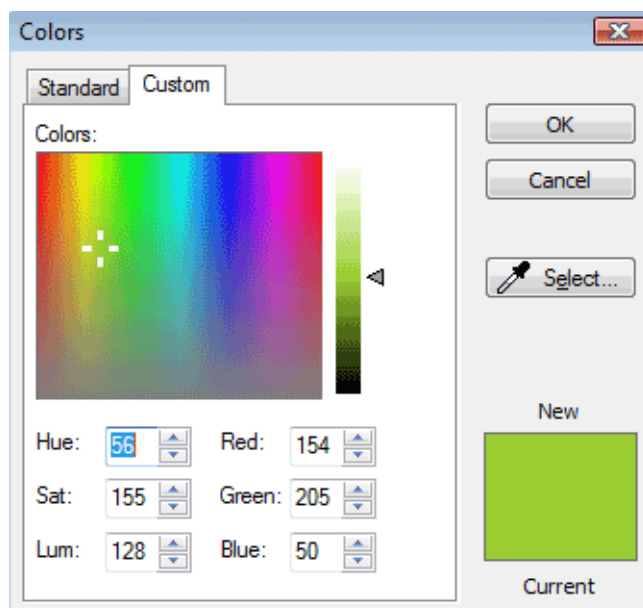 Colors
Standard Custom
Colors:
OK
Cancel
Select...
Hue: 56 Red: 154
Sat: 155 Green: 205
Lum: 128 Blue: 50
New
Current